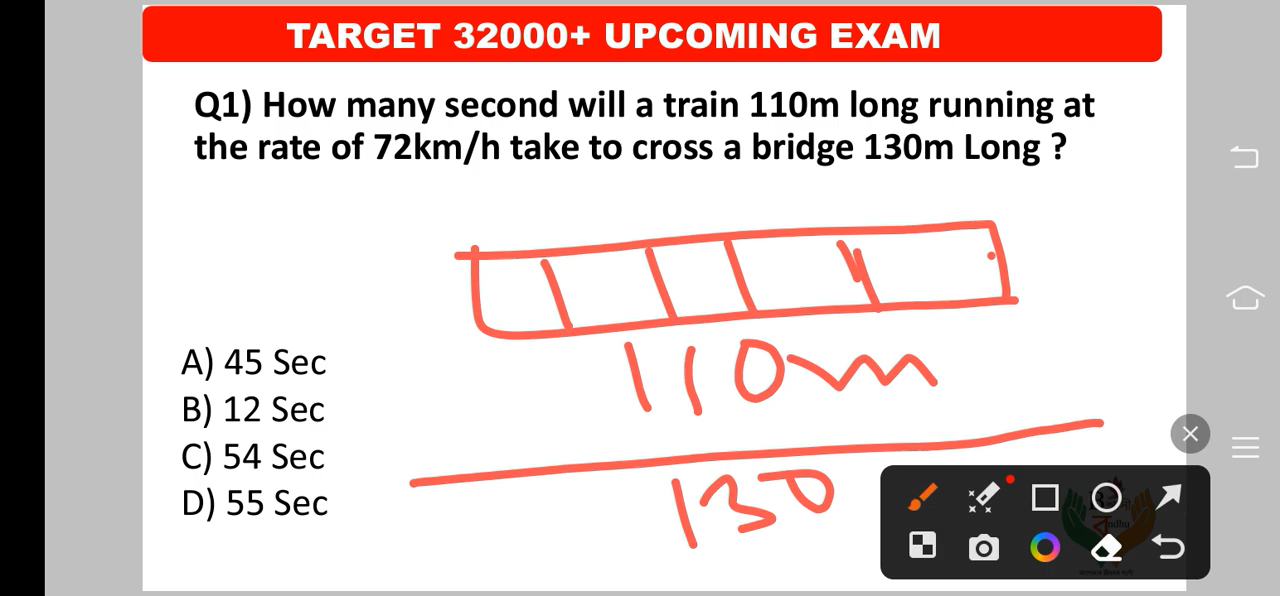 TARGET 32000+ UPCOMING EXAM
Q1) How many second will a train 110m long running at
the rate of 72km/h take to cross a bridge 130m Long ?
110m
A) 45 Sec
B) 12 Sec
C) 54 Sec
D) 55 Sec
130